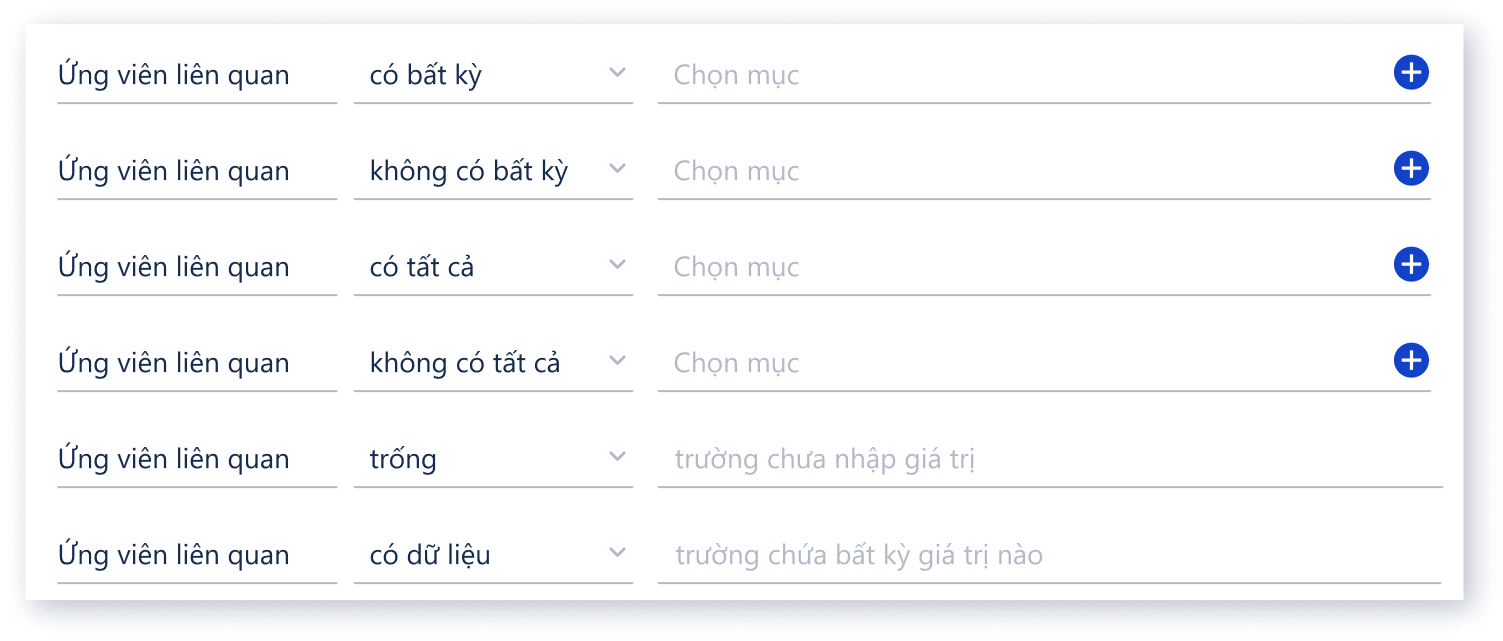 Ứng viên liên quan có bất kỳ Chọn mục
Ứng viên liên quan không có bất kỳ Chọn mục
Ứng viên liên quan có tất cả Chọn mục
Ứng viên liên quan không có tất cả Chọn mục
Ứng viên liên quan trống trường chưa nhập giá trị
Ứng viên liên quan có dữ liệu trường chứa bất kỳ giá trị nào